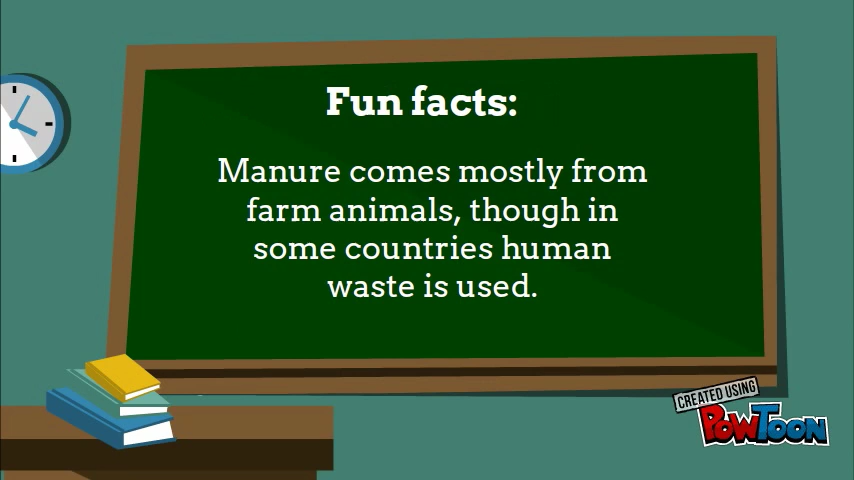 Fun facts:
Manure comes mostly from
farm animals, though in
some countries human
waste is used.
CREATED USING
POWTOON